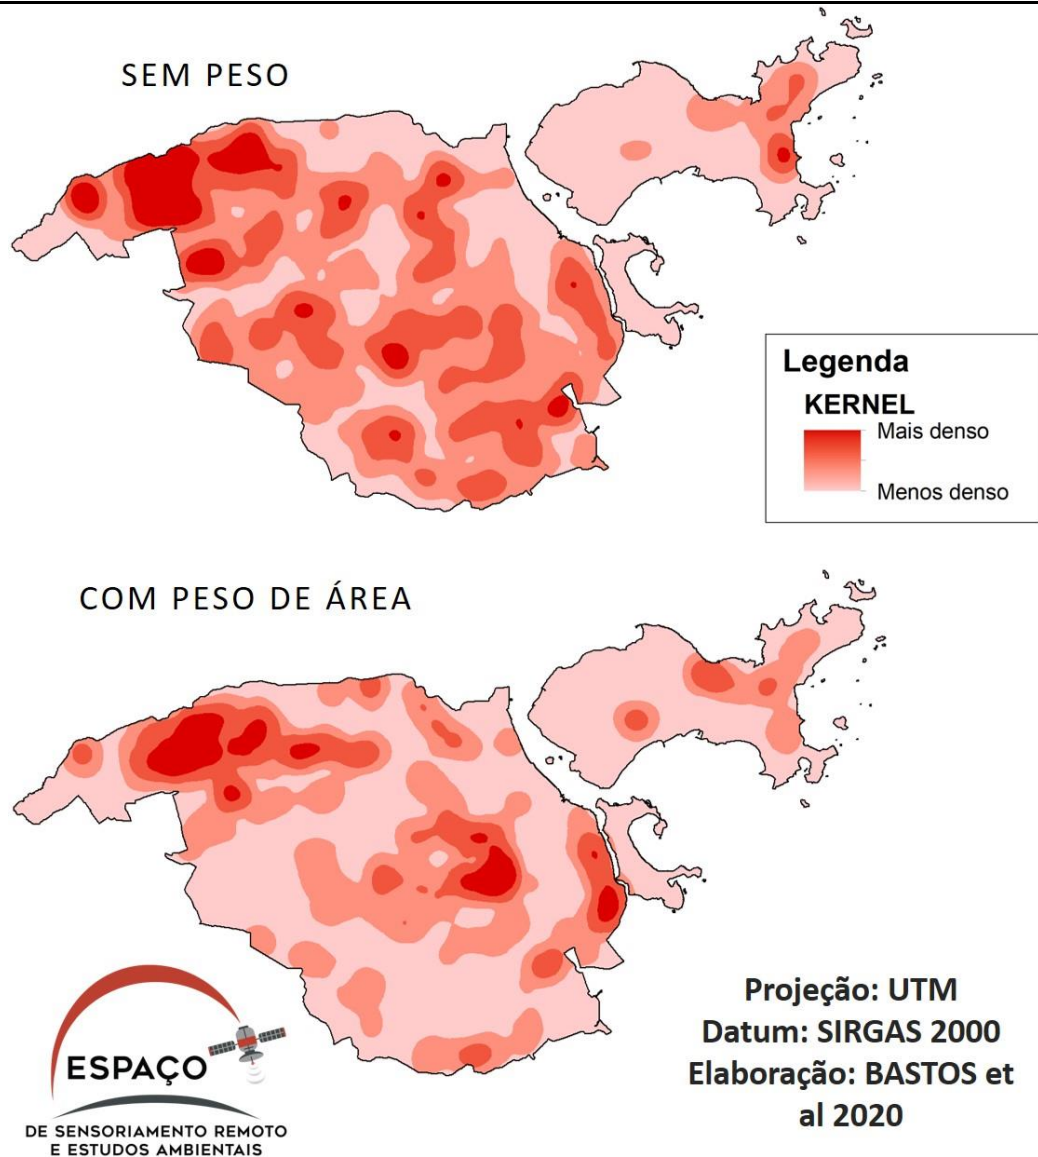 SEM PESO
Legenda
KERNEL
Mais denso
Menos denso
COM PESO DE ÁREA
Projeção: UTM
Datum: SIRGAS 2000
Elaboração: BASTOS et
al 2020
ESPAÇO
DE SENSORIAMENTO REMOTO
E ESTUDOS AMBIENTAIS